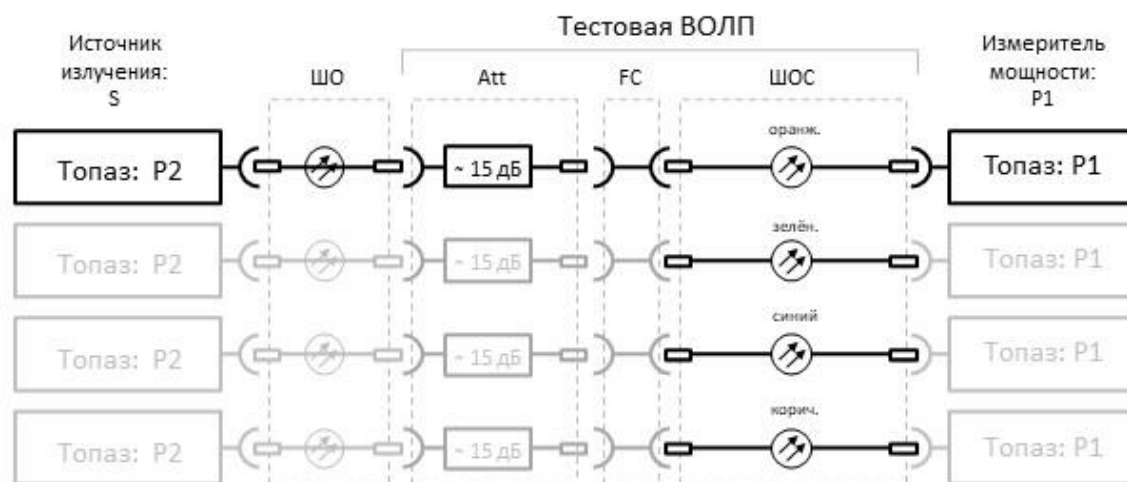 Тестовая ВОЛП
Источник
излучения:
S
ШО
Att
FC
ШОС
Измеритель
мощности:
P1
Топаз: P2
~ 15 дБ
оранж.
Топаз: P1
Топаз: P2
~ 15 дБ
зелён.
Топаз: P1
Топаз: P2
~ 15 дБ
синий
Топаз: P1
Топаз: P2
~ 15 дБ
корич.
Топаз: P1